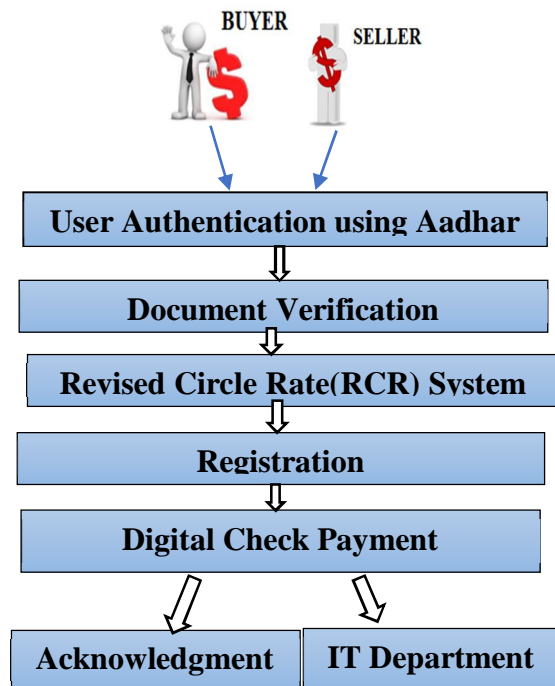 BUYER
SELLER
User Authentication using Aadhar
Document Verification
Revised Circle Rate(RCR) System
Registration
Digital Check Payment
Acknowledgment
IT Department